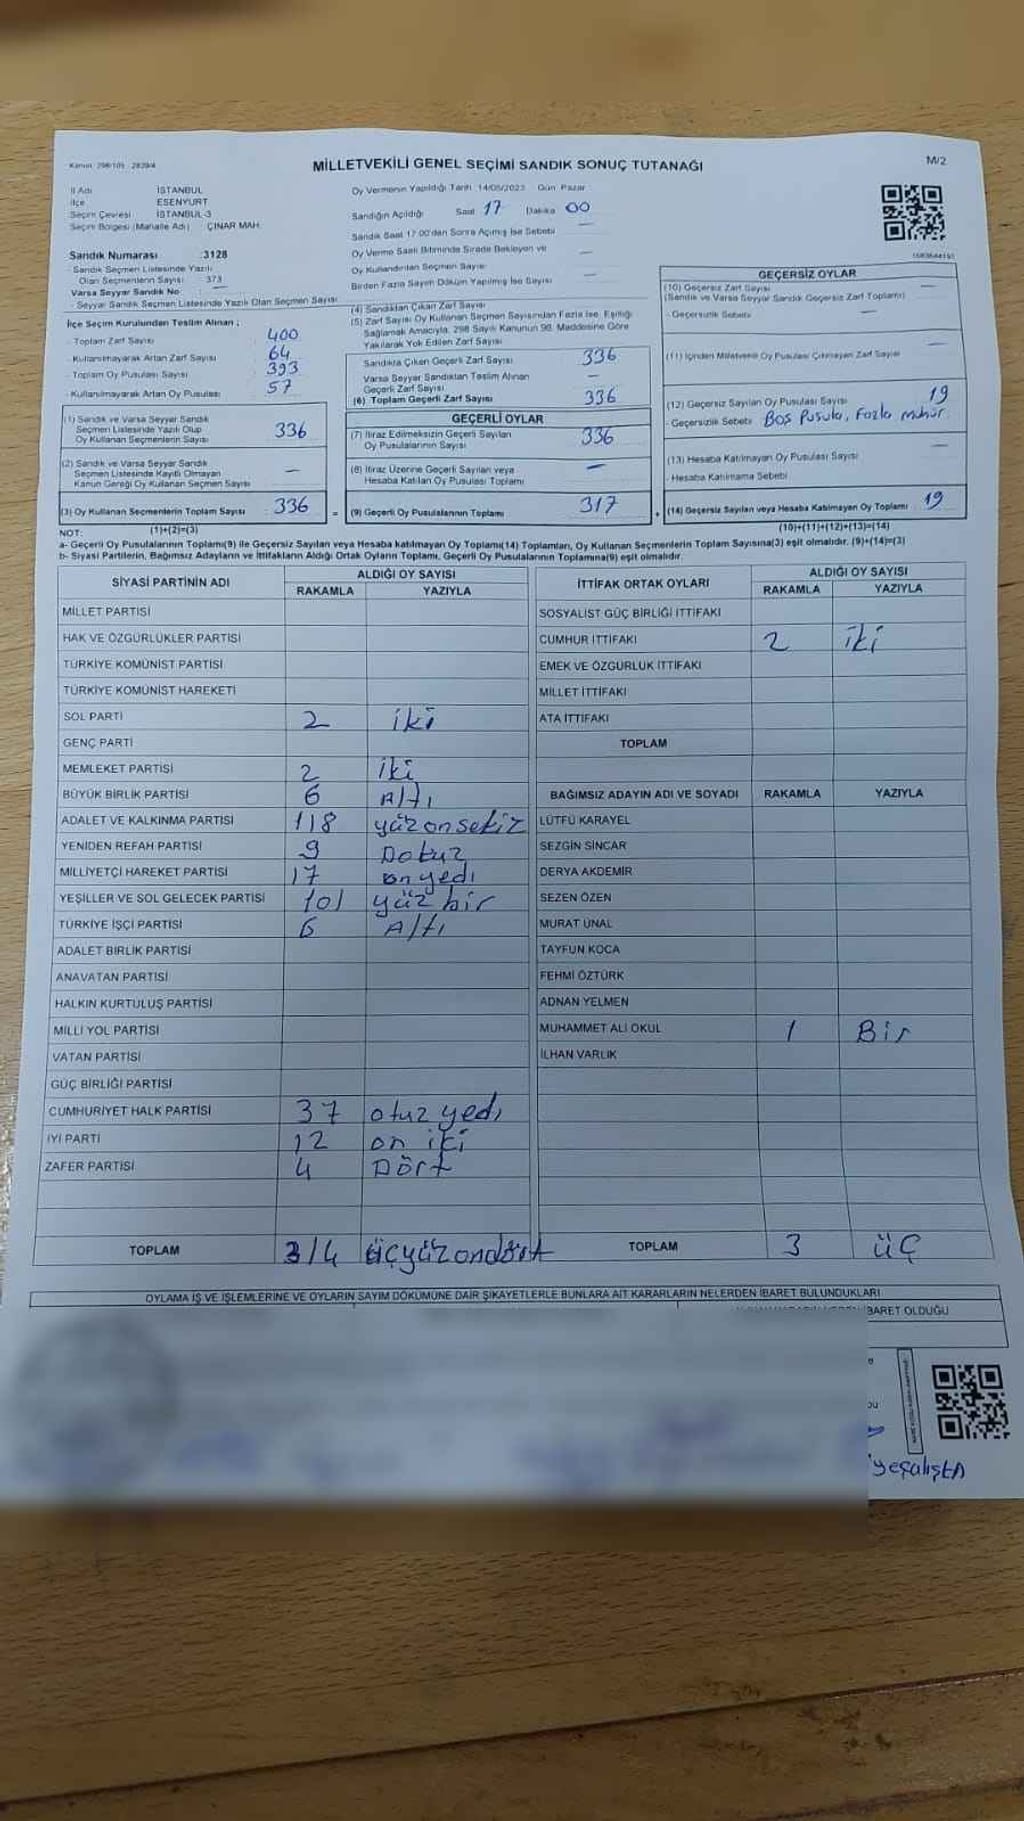 Kanun: 298/105 2839/4
MİLLETVEKİLİ GENEL SEÇİMİ SANDIK SONUÇ TUTANAĞI
M/2
İl Adı İSTANBUL
İlçe ESENYURT
Seçim Çevresi İSTANBUL-3
Seçim Bölgesi (Mahalle Adı) ÇINAR MAH.
Sandık Numarası :3128
- Sandık Seçmen Listesinde Yazılı
Olan Seçmenlerin Sayısı : 373
Varsa Seyyar Sandık No : —
- Seyyar Sandık Seçmen Listesinde Yazılı Olan Seçmen Sayısı
İlçe Seçim Kurulundan Teslim Alınan ;
- Toplam Zarf Sayısı 400
- Kullanılmayarak Artan Zarf Sayısı 64
- Toplam Oy Pusulası Sayısı 393
- Kullanılmayarak Artan Oy Pusulası 57
(1) Sandık ve Varsa Seyyar Sandık
Seçmen Listesinde Yazılı Olup
Oy Kullanan Seçmenlerin Sayısı 336
(2) Sandık ve Varsa Seyyar Sandık
Seçmen Listesinde Kayıtlı Olmayan
Kanun Gereği Oy Kullanan Seçmen Sayısı —
(3) Oy Kullanan Seçmenlerin Toplam Sayısı 336
(1)+(2)=(3)
Oy Vermenin Yapıldığı Tarih 14/05/2023 Gün Pazar
Sandığın Açıldığı Saat 17 Dakika 00
Sandık Saat 17:00'dan Sonra Açılmış İse Sebebi —
Oy Verme Saati Bitiminde Sırada Bekleyen ve
Oy Kullandırılan Seçmen Sayısı —
Birden Fazla Sayım Döküm Yapılmış İse Sayısı —
(4) Sandıktan Çıkan Zarf Sayısı
(5) Zarf Sayısı Oy Kullanan Seçmen Sayısından Fazla İse, Eşitliği
Sağlamak Amacıyla, 298 Sayılı Kanunun 98. Maddesine Göre
Yakılarak Yok Edilen Zarf Sayısı
Sandıkta Çıkan Geçerli Zarf Sayısı 336
Varsa Seyyar Sandıktan Teslim Alınan
Geçerli Zarf Sayısı —
(6) Toplam Geçerli Zarf Sayısı 336
GEÇERLİ OYLAR
(7) İtiraz Edilmeksizin Geçerli Sayılan
Oy Pusulalarının Sayısı 336
(8) İtiraz Üzerine Geçerli Sayılan veya
Hesaba Katılan Oy Pusulası Toplamı —
= (9) Geçerli Oy Pusulalarının Toplamı 317
GEÇERSİZ OYLAR
(10) Geçersiz Zarf Sayısı —
(Sandık ve Varsa Seyyar Sandık Geçersiz Zarf Toplamı)
- Geçersizlik Sebebi —
(11) İçinden Milletvekili Oy Pusulası Çıkmayan Zarf Sayısı —
(12) Geçersiz Sayılan Oy Pusulası Sayısı 19
- Geçersizlik Sebebi Boş Pusula, Fazla mühür
(13) Hesaba Katılmayan Oy Pusulası Sayısı —
- Hesaba Katılmama Sebebi
+ (14) Geçersiz Sayılan veya Hesaba Katılmayan Oy Toplamı 19
(10)+(11)+(12)+(13)=(14)
NOT:
a- Geçerli Oy Pusulalarının Toplamı(9) ile Geçersiz Sayılan veya Hesaba katılmayan Oy Toplamı(14) Toplamları, Oy Kullanan Seçmenlerin Toplam Sayısına(3) eşit olmalıdır. (9)+(14)=(3)
b- Siyasi Partilerin, Bağımsız Adayların ve İttifakların Aldığı Ortak Oyların Toplamı, Geçerli Oy Pusulalarının Toplamına(9) eşit olmalıdır.
SİYASİ PARTİNİN ADI ALDIĞI OY SAYISI
RAKAMLA YAZIYLA
MİLLET PARTİSİ
HAK VE ÖZGÜRLÜKLER PARTİSİ
TÜRKİYE KOMÜNİST PARTİSİ
TÜRKİYE KOMÜNİST HAREKETİ
SOL PARTİ 2 iki
GENÇ PARTİ
MEMLEKET PARTİSİ 2 iki
BÜYÜK BİRLİK PARTİSİ 6 Altı
ADALET VE KALKINMA PARTİSİ 118 yüz on sekiz
YENİDEN REFAH PARTİSİ 9 Dokuz
MİLLİYETÇİ HAREKET PARTİSİ 17 on yedi
YEŞİLLER VE SOL GELECEK PARTİSİ 101 yüz bir
TÜRKİYE İŞÇİ PARTİSİ 6 Altı
ADALET BİRLİK PARTİSİ
ANAVATAN PARTİSİ
HALKIN KURTULUŞ PARTİSİ
MİLLİ YOL PARTİSİ
VATAN PARTİSİ
GÜÇ BİRLİĞİ PARTİSİ
CUMHURİYET HALK PARTİSİ 37 otuz yedi
İYİ PARTİ 12 on iki
ZAFER PARTİSİ 4 Dört
TOPLAM 314 üçyüzondört
İTTİFAK ORTAK OYLARI ALDIĞI OY SAYISI
RAKAMLA YAZIYLA
SOSYALİST GÜÇ BİRLİĞİ İTTİFAKI
CUMHUR İTTİFAKI 2 iki
EMEK VE ÖZGÜRLÜK İTTİFAKI
MİLLET İTTİFAKI
ATA İTTİFAKI
TOPLAM
BAĞIMSIZ ADAYIN ADI VE SOYADI RAKAMLA YAZIYLA
LÜTFÜ KARAYEL
SEZGİN SİNCAR
DERYA AKDEMİR
SEZEN ÖZEN
MURAT ÜNAL
TAYFUN KOCA
FEHMİ ÖZTÜRK
ADNAN YELMEN
MUHAMMET ALİ OKUL 1 Bir
İLHAN VARLIK
TOPLAM 3 üç
OYLAMA İŞ VE İŞLEMLERİNE VE OYLARIN SAYIM DÖKÜMÜNE DAİR ŞİKAYETLERLE BUNLARA AİT KARARLARIN NELERDEN İBARET BULUNDUKLARI
İBARET OLDUĞU